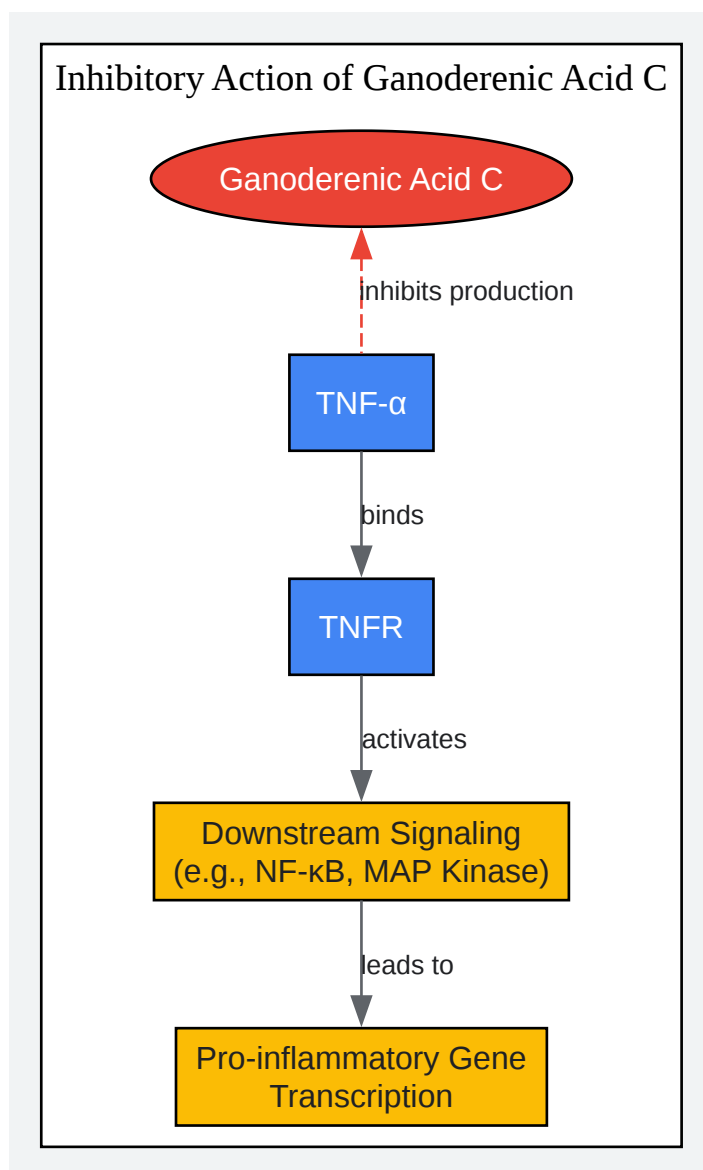 Inhibitory Action of Ganoderenic Acid C
Ganoderenic Acid C
inhibits production
TNF-α
binds
TNFR
activates
Downstream Signaling
(e.g., NF-κB, MAP Kinase)
leads to
Pro-inflammatory Gene
Transcription